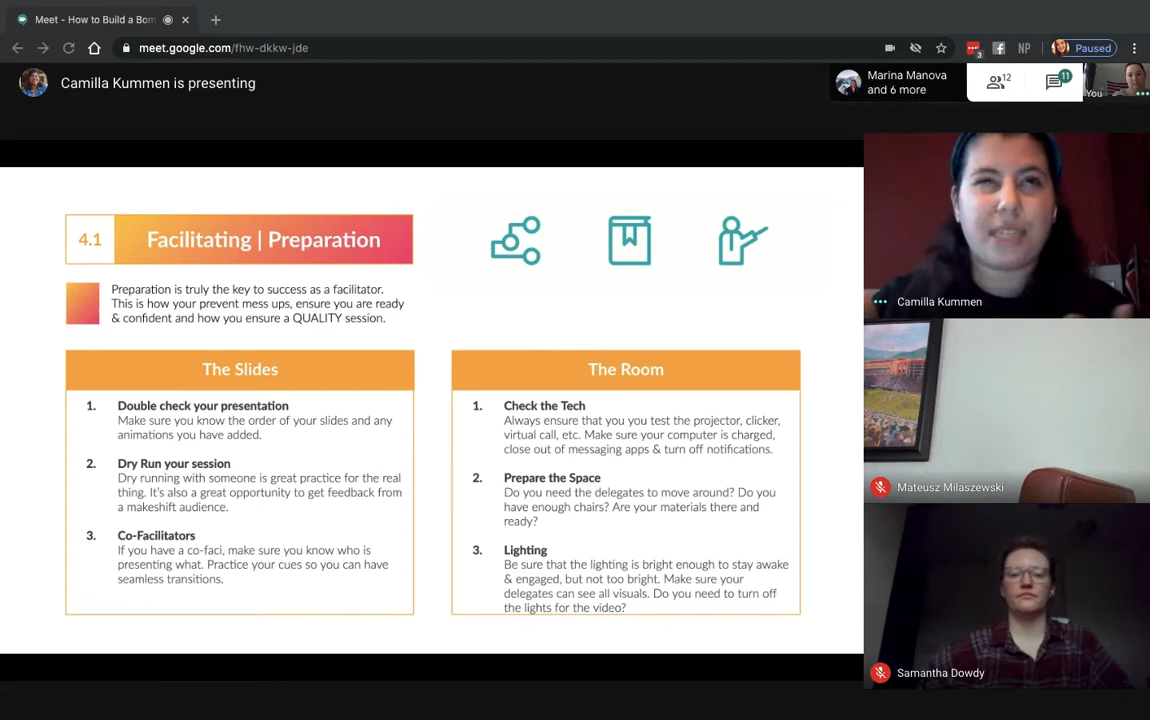 Meet - How to Build a Bom
meet.google.com/fhw-dkkw-jde
3
NP
Paused
Camilla Kummen is presenting
Marina Manova
and 6 more
12
11
You
4.1
Facilitating | Preparation
Preparation is truly the key to success as a facilitator.
This is how your prevent mess ups, ensure you are ready
& confident and how you ensure a QUALITY session.
The Slides
1. Double check your presentation
Make sure you know the order of your slides and any
animations you have added.
2. Dry Run your session
Dry running with someone is great practice for the real
thing. It's also a great opportunity to get feedback from
a makeshift audience.
3. Co-Facilitators
If you have a co-faci, make sure you know who is
presenting what. Practice your cues so you can have
seamless transitions.
The Room
1. Check the Tech
Always ensure that you you test the projector, clicker,
virtual call, etc. Make sure your computer is charged,
close out of messaging apps & turn off notifications.
2. Prepare the Space
Do you need the delegates to move around? Do you
have enough chairs? Are your materials there and
ready?
3. Lighting
Be sure that the lighting is bright enough to stay awake
& engaged, but not too bright. Make sure your
delegates can see all visuals. Do you need to turn off
the lights for the video?
Camilla Kummen
Mateusz Milaszewski
Samantha Dowdy